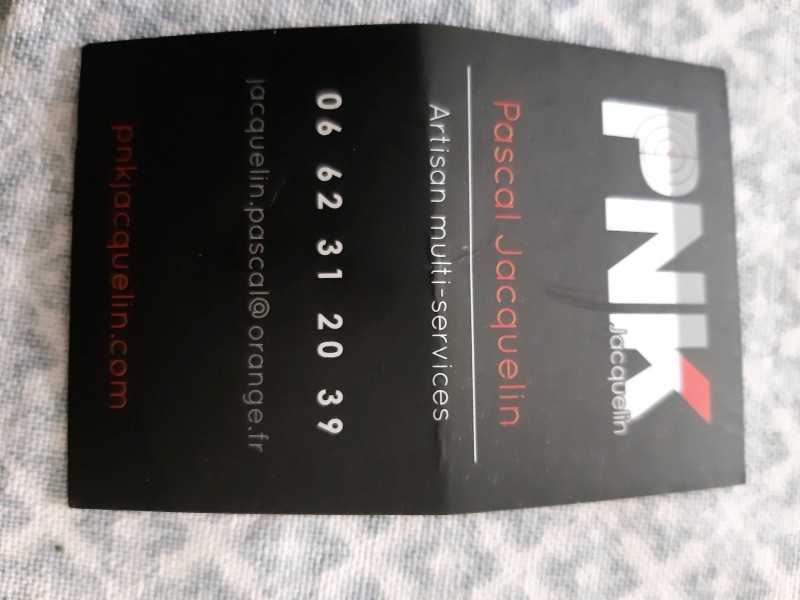 PNK
Jacquelin
Pascal Jacquelin
Artisan multi-services
06 62 31 20 39
jacquelin.pascal@orange.fr
pnkjacquelin.com